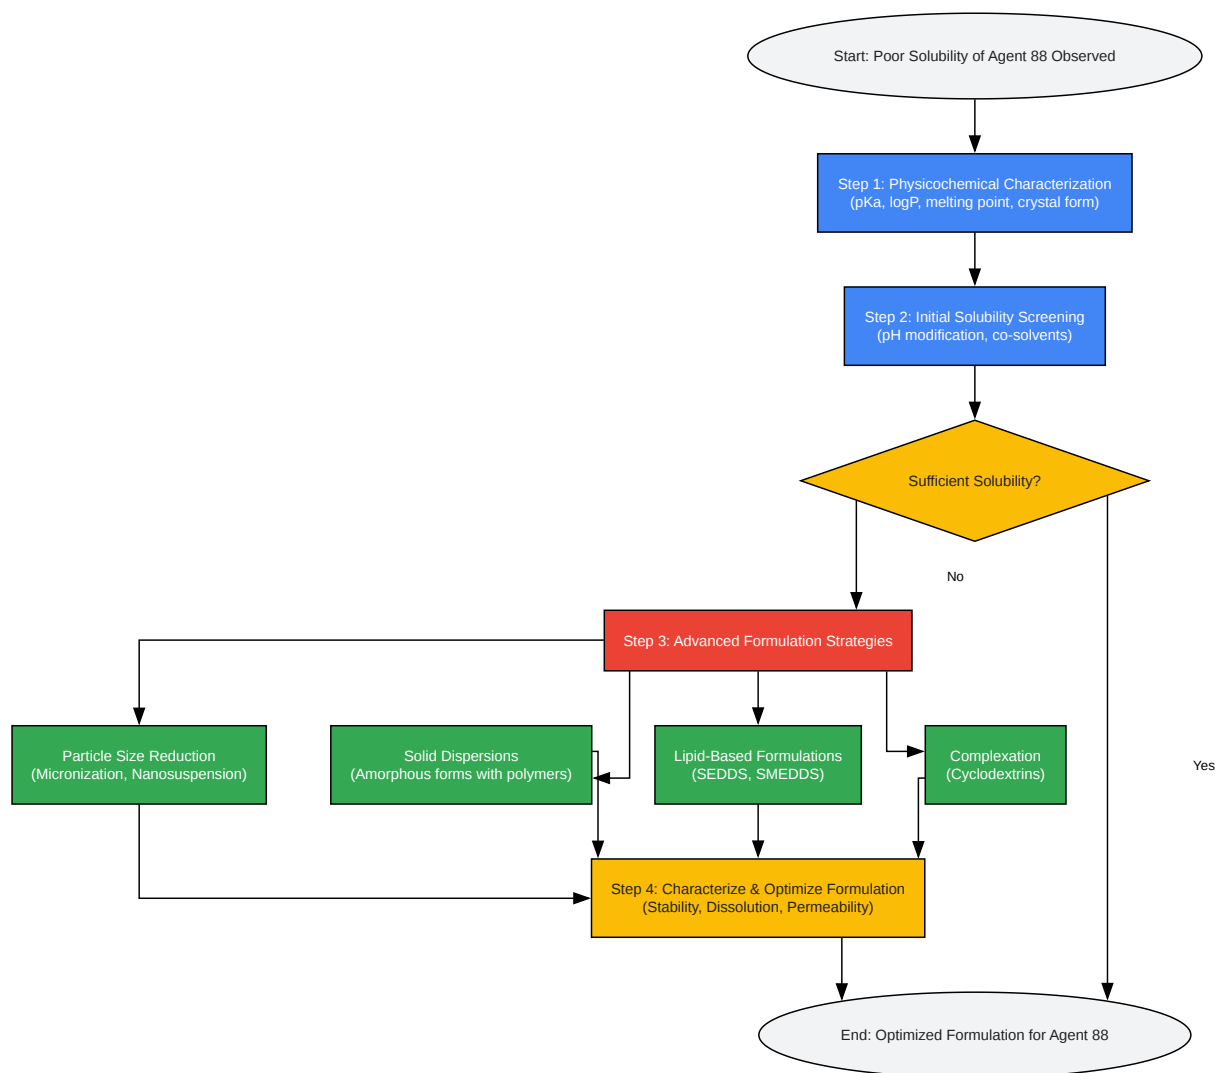 Start: Poor Solubility of Agent 88 Observed
Step 1: Physicochemical Characterization
(pKa, logP, melting point, crystal form)
Step 2: Initial Solubility Screening
(pH modification, co-solvents)
Sufficient Solubility?
No
Step 3: Advanced Formulation Strategies
Particle Size Reduction
(Micronization, Nanosuspension)
Solid Dispersions
(Amorphous forms with polymers)
Lipid-Based Formulations
(SEDDS, SMEDDS)
Complexation
(Cyclodextrins)
Yes
Step 4: Characterize & Optimize Formulation
(Stability, Dissolution, Permeability)
End: Optimized Formulation for Agent 88